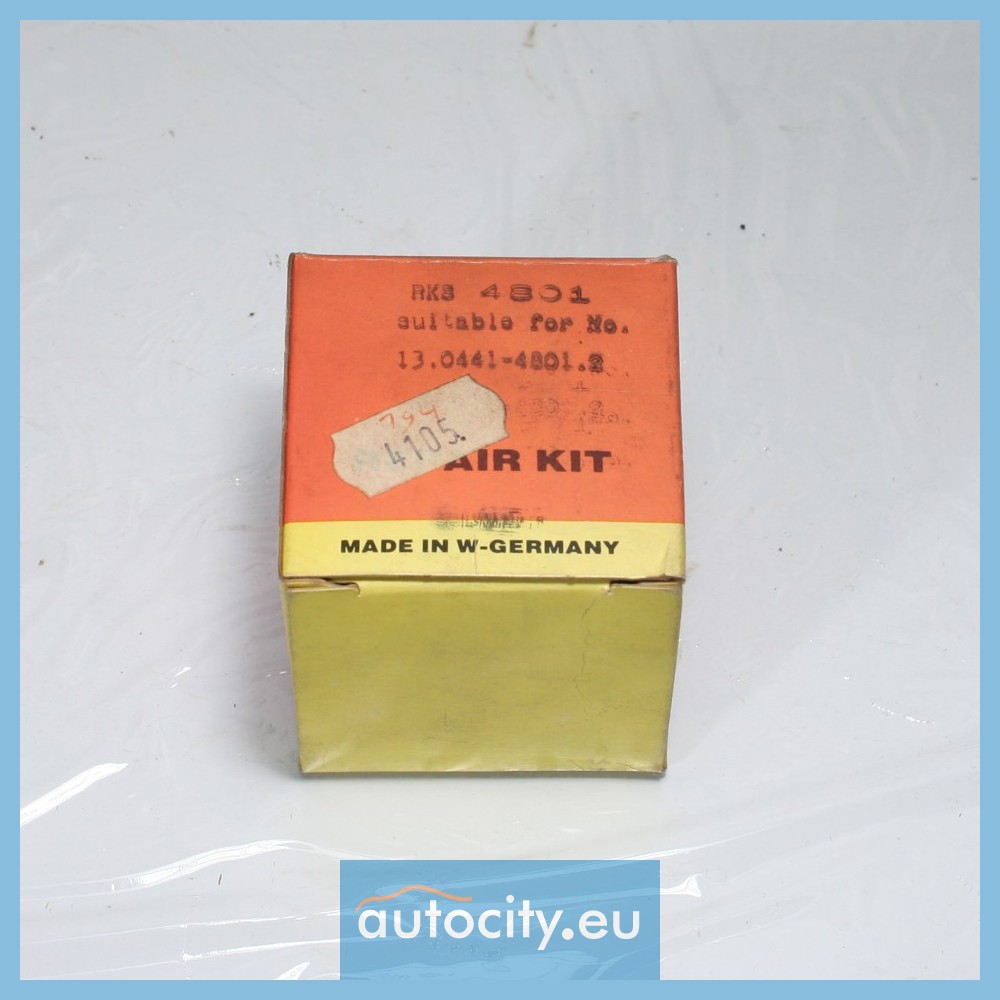 RKS 4801
suitable for No.
13.0441-4801.2
794
4105.
AIR KIT
MADE IN W-GERMANY
autocity.eu